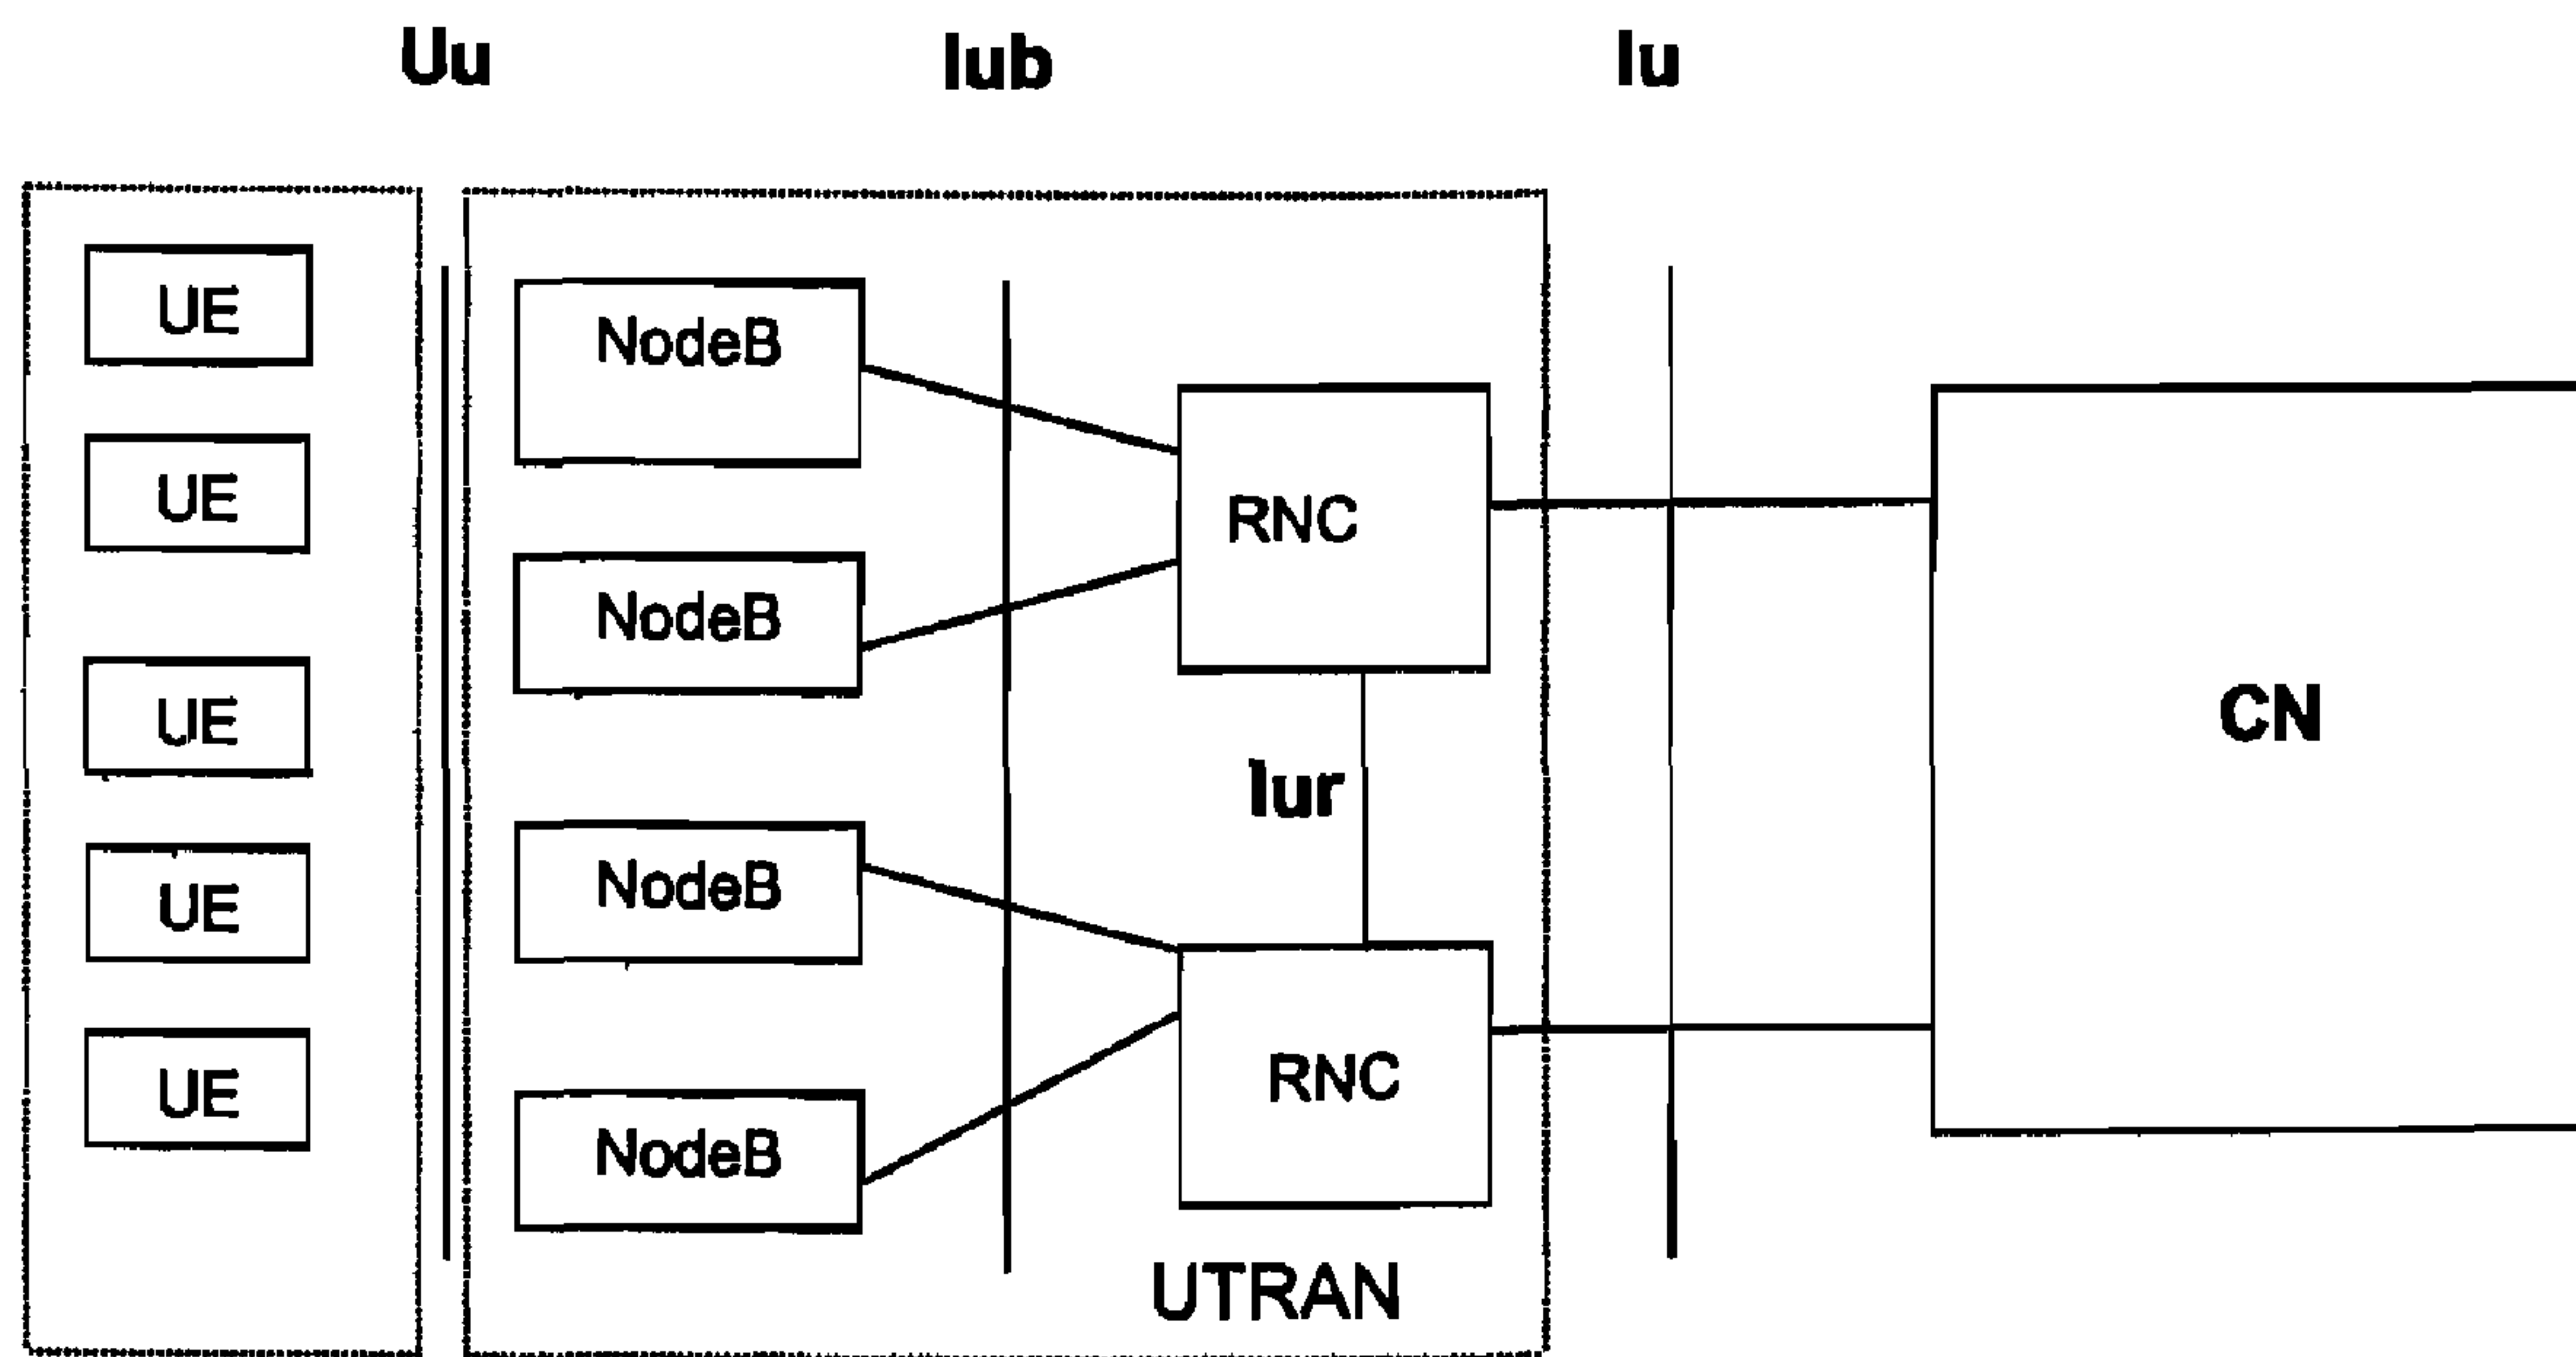 Uu
Iub
Iu
UE
UE
UE
UE
UE
NodeB
NodeB
NodeB
NodeB
RNC
Iur
RNC
UTRAN
CN